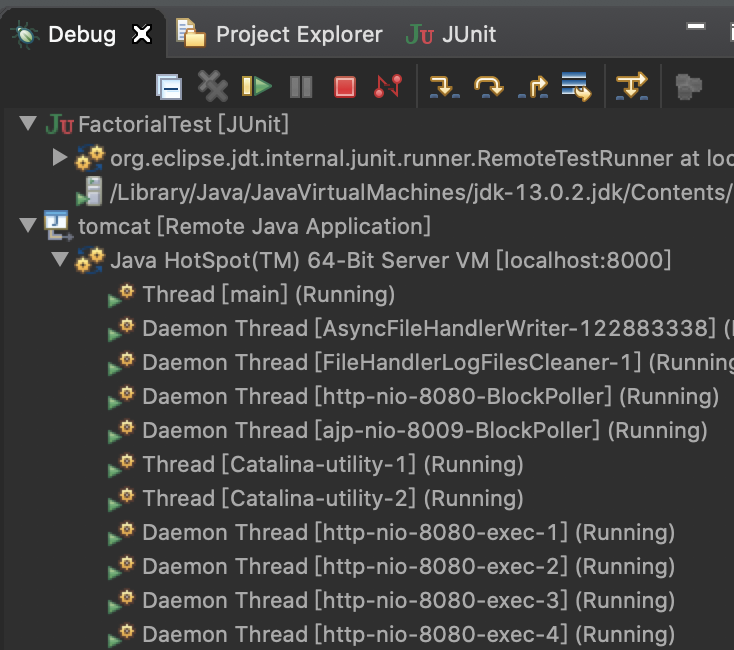 Debug Project Explorer JUnit
FactorialTest [JUnit]
org.eclipse.jdt.internal.junit.runner.RemoteTestRunner at loc
/Library/Java/JavaVirtualMachines/jdk-13.0.2.jdk/Contents/
tomcat [Remote Java Application]
Java HotSpot(TM) 64-Bit Server VM [localhost:8000]
Thread [main] (Running)
Daemon Thread [AsyncFileHandlerWriter-122883338] (
Daemon Thread [FileHandlerLogFilesCleaner-1] (Running
Daemon Thread [http-nio-8080-BlockPoller] (Running)
Daemon Thread [ajp-nio-8009-BlockPoller] (Running)
Thread [Catalina-utility-1] (Running)
Thread [Catalina-utility-2] (Running)
Daemon Thread [http-nio-8080-exec-1] (Running)
Daemon Thread [http-nio-8080-exec-2] (Running)
Daemon Thread [http-nio-8080-exec-3] (Running)
Daemon Thread [http-nio-8080-exec-4] (Running)